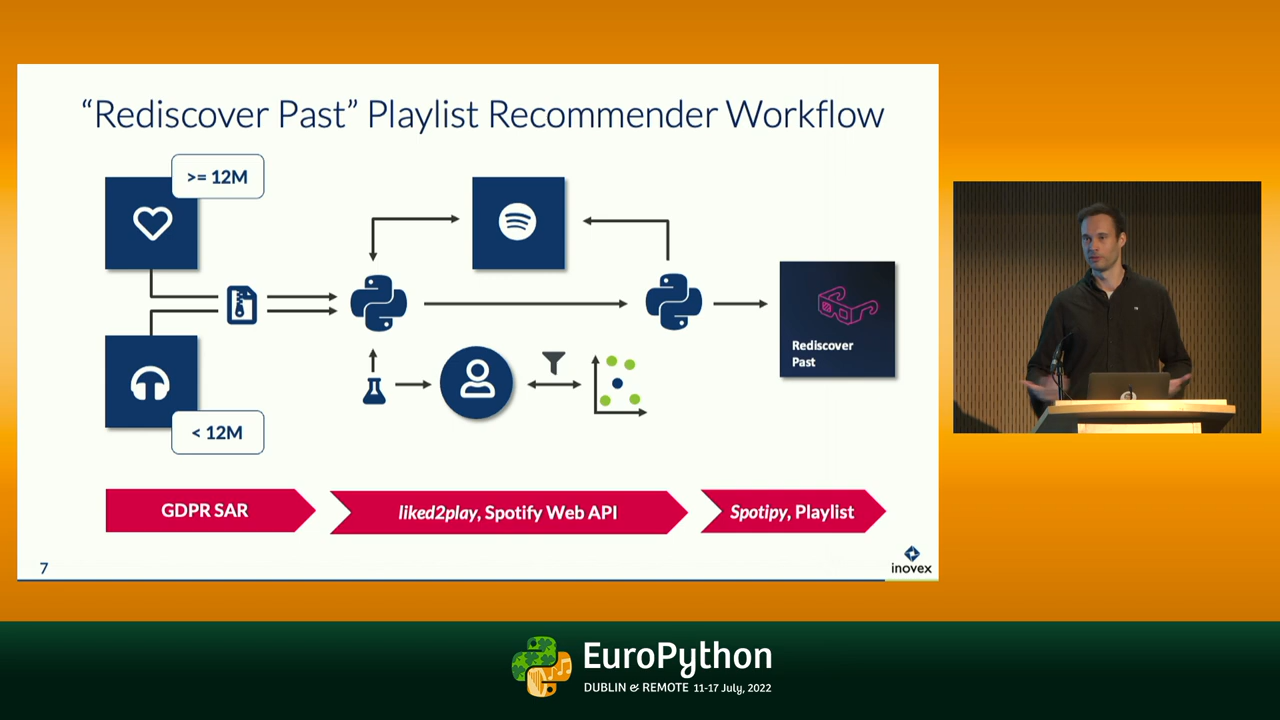 “Rediscover Past” Playlist Recommender Workflow
>= 12M
< 12M
Rediscover
Past
GDPR SAR
liked2play, Spotify Web API
Spotipy, Playlist
7
inovex
EuroPython
DUBLIN & REMOTE 11-17 July, 2022